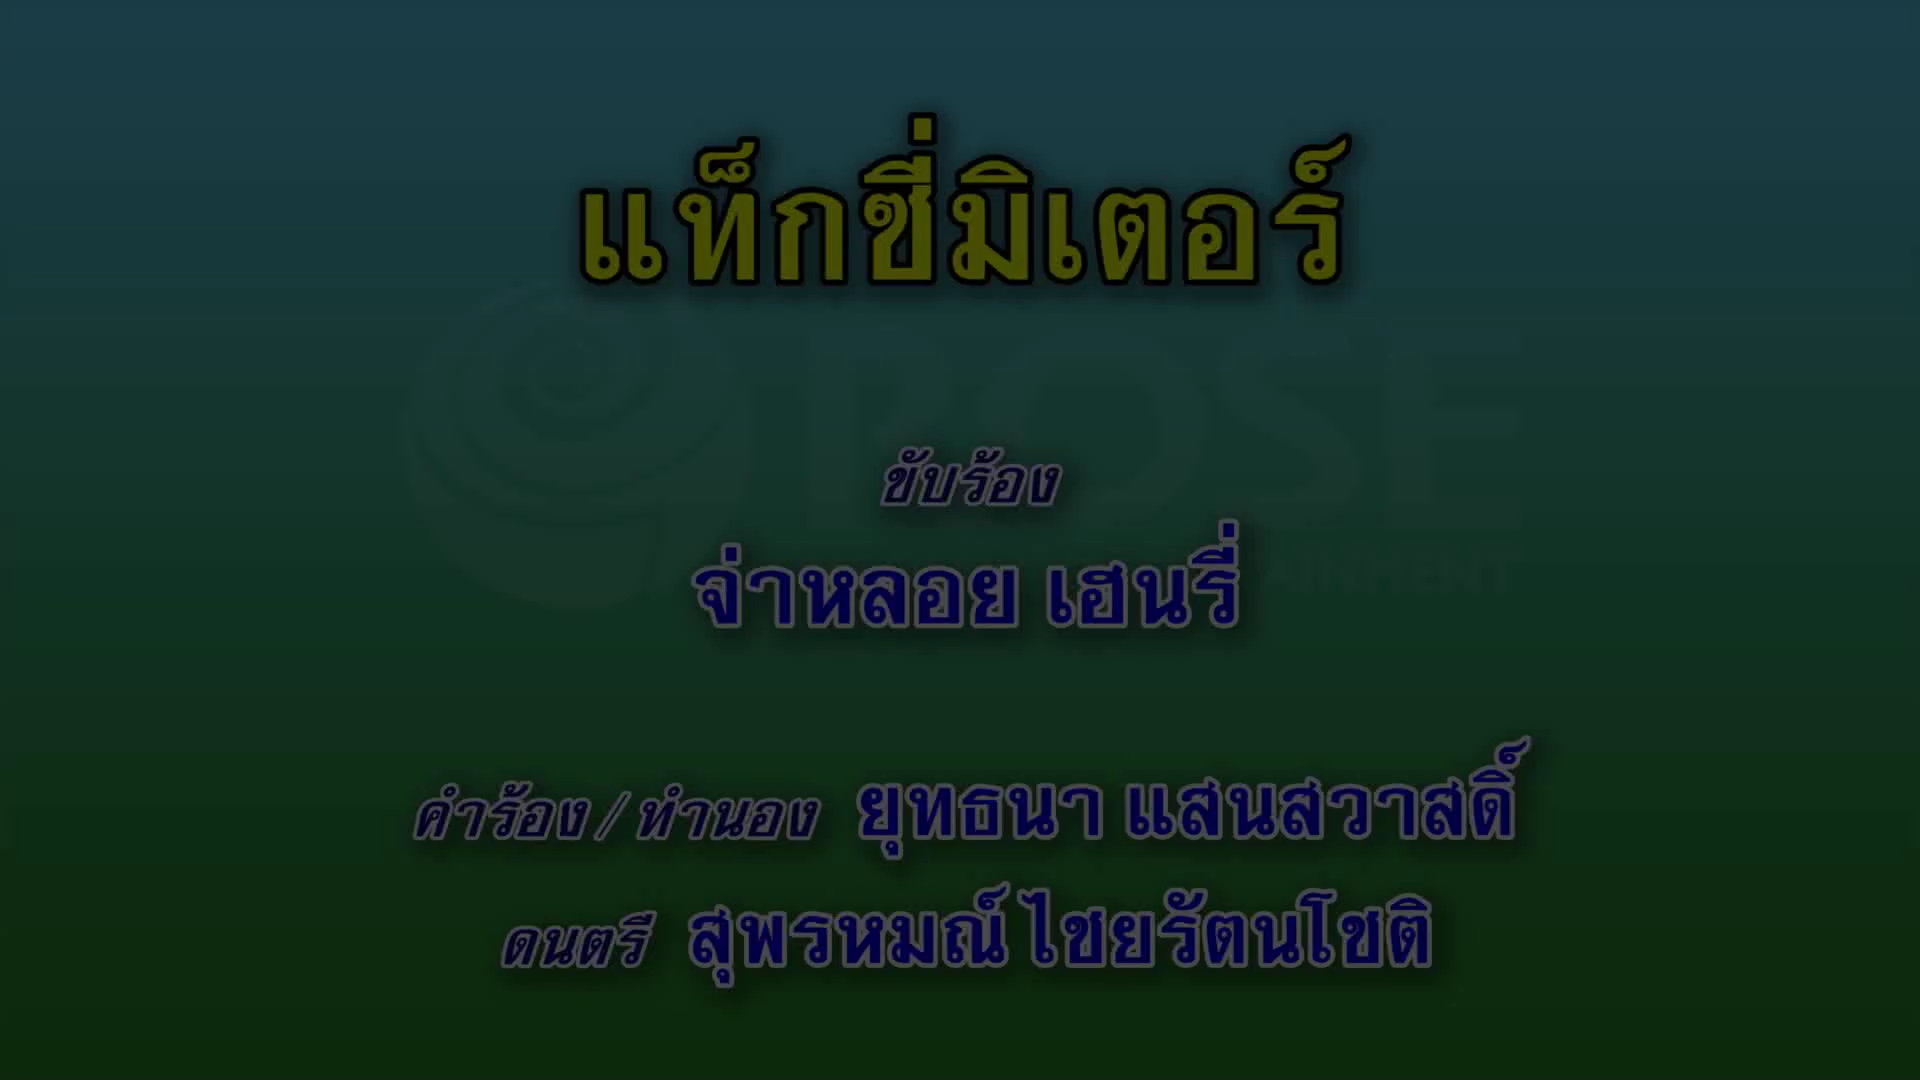 แท็กซี่มิเตอร์
ROSE
ขับร้อง
จ่าหลอย เฮนรี่
AINMENT
คำร้อง / ทำนอง ยุทธนา แสนสวาสดิ์
ดนตรี สุพรหมณ์ ไชยรัตนโชติ